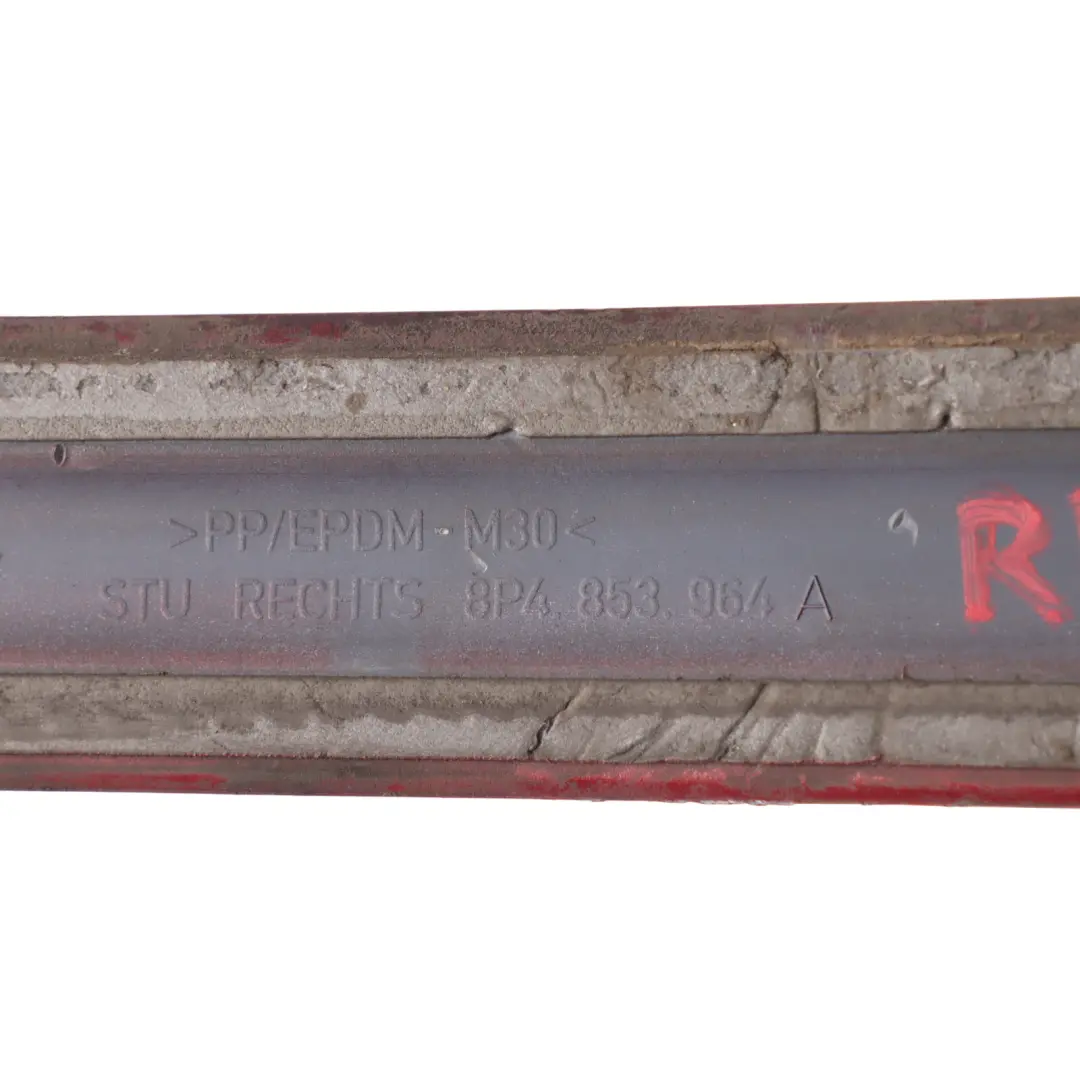 >PP/EPDM - M30<
STU RECHTS 8P4 853 964 A